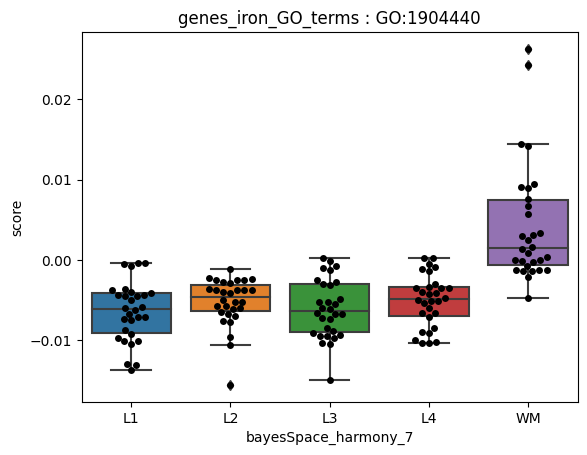 genes_iron_GO_terms : GO:1904440
score
0.02
0.01
0.00
−0.01
L1 L2 L3 L4 WM
bayesSpace_harmony_7